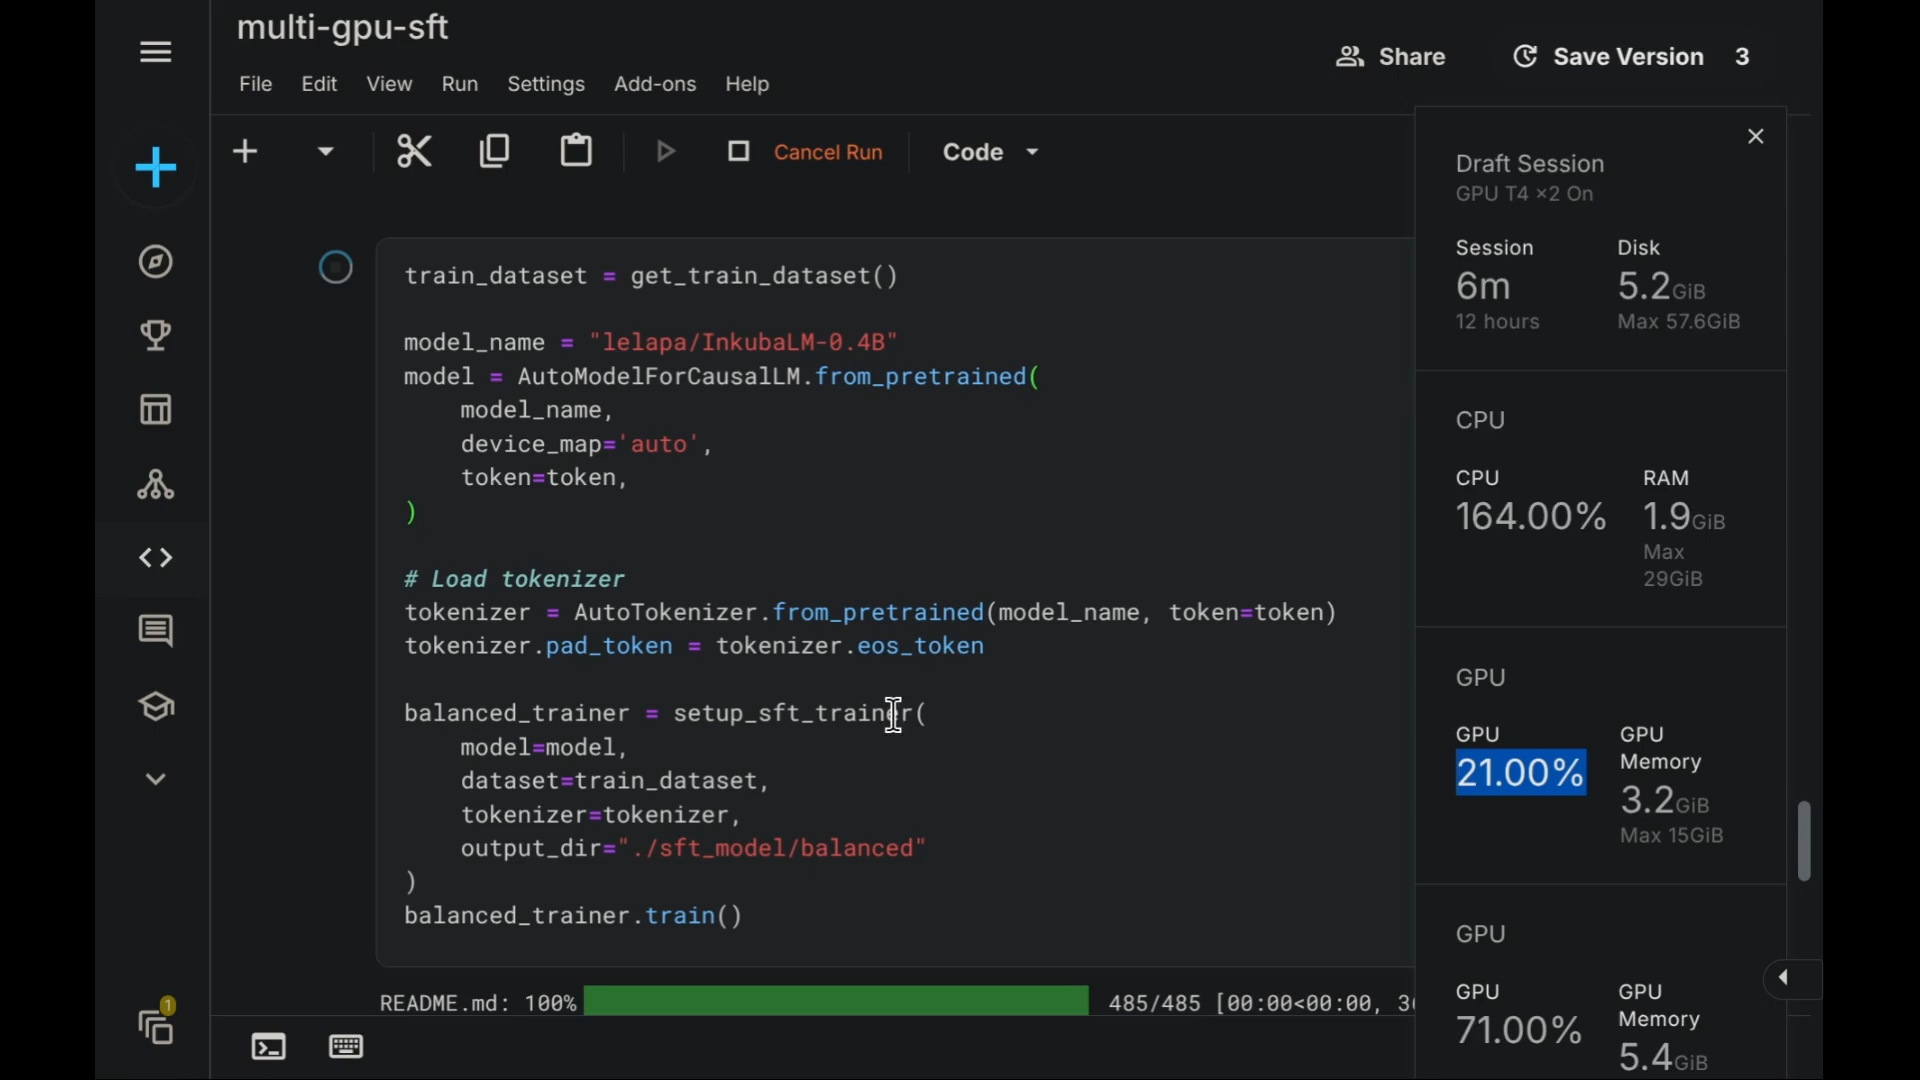 multi-gpu-sft
File Edit View Run Settings Add-ons Help
Share
Save Version 3
Cancel Run
Code
train_dataset = get_train_dataset()
model_name = "lelapa/InkubaLM-0.4B"
model = AutoModelForCausalLM.from_pretrained(
model_name,
device_map='auto',
token=token,
)
# Load tokenizer
tokenizer = AutoTokenizer.from_pretrained(model_name, token=token)
tokenizer.pad_token = tokenizer.eos_token
balanced_trainer = setup_sft_trainer(
model=model,
dataset=train_dataset,
tokenizer=tokenizer,
output_dir="./sft_model/balanced"
)
balanced_trainer.train()
README.md: 100% 485/485 [00:00<00:00,
Draft Session
GPU T4 ×2 On
Session Disk
6m 5.2GiB
12 hours Max 57.6GiB
CPU
CPU RAM
164.00% 1.9GiB
Max
29GiB
GPU
GPU GPU
Memory
21.00% 3.2GiB
Max 15GiB
GPU
GPU GPU
Memory
71.00% 5.4GiB
1